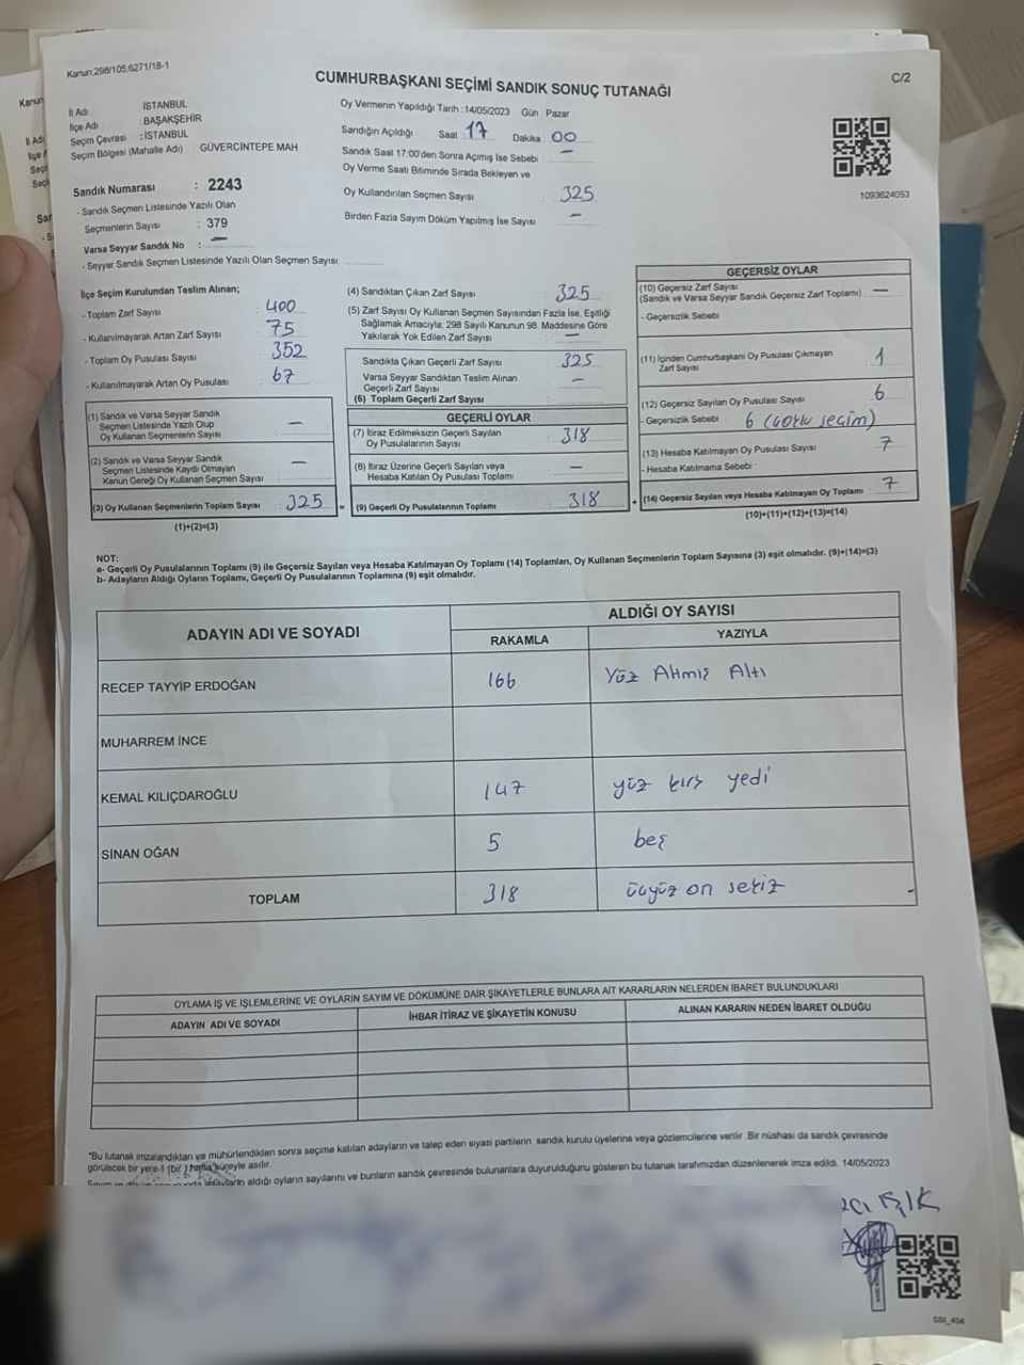 Kanun;298/105,6271/18-1
C/2
CUMHURBAŞKANI SEÇİMİ SANDIK SONUÇ TUTANAĞI
İl Adı İSTANBUL
İlçe Adı : BAŞAKŞEHİR
Seçim Çevresi : İSTANBUL
Seçim Bölgesi (Mahalle Adı) GÜVERCİNTEPE MAH
Sandık Numarası : 2243
- Sandık Seçmen Listesinde Yazılı Olan
Seçmenlerin Sayısı : 379
Varsa Seyyar Sandık No : —
- Seyyar Sandık Seçmen Listesinde Yazılı Olan Seçmen Sayısı
Oy Vermenin Yapıldığı Tarih : 14/05/2023 Gün Pazar
Sandığın Açıldığı Saat 17 Dakika 00
Sandık Saat 17:00'den Sonra Açımış İse Sebebi —
Oy Verme Saati Bitiminde Sırada Bekleyen ve
Oy Kullandırılan Seçmen Sayısı 325
Birden Fazla Sayım Döküm Yapılmış İse Sayısı —
1093624053
İlçe Seçim Kurulundan Teslim Alınan;
- Toplam Zarf Sayısı 400
- Kullanılmayarak Artan Zarf Sayısı 75
- Toplam Oy Pusulası Sayısı 352
- Kullanılmayarak Artan Oy Pusulası 67
(1) Sandık ve Varsa Seyyar Sandık
Seçmen Listesinde Yazılı Olup
Oy Kullanan Seçmenlerin Sayısı —
(2) Sandık ve Varsa Seyyar Sandık
Seçmen Listesinde Kaydı Olmayan
Kanun Gereği Oy Kullanan Seçmen Sayısı —
(3) Oy Kullanan Seçmenlerin Toplam Sayısı 325
(1)+(2)=(3)
(4) Sandıktan Çıkan Zarf Sayısı 325
(5) Zarf Sayısı Oy Kullanan Seçmen Sayısından Fazla İse, Eşitliği
Sağlamak Amacıyla; 298 Sayılı Kanunun 98. Maddesine Göre
Yakılarak Yok Edilen Zarf Sayısı —
Sandıkta Çıkan Geçerli Zarf Sayısı 325
Varsa Seyyar Sandıktan Teslim Alınan
Geçerli Zarf Sayısı —
(6) Toplam Geçerli Zarf Sayısı
GEÇERLİ OYLAR
(7) İtiraz Edilmeksizin Geçerli Sayılan
Oy Pusulalarının Sayısı 318
(8) İtiraz Üzerine Geçerli Sayılan veya
Hesaba Katılan Oy Pusulası Toplamı —
= (9) Geçerli Oy Pusulalarının Toplamı 318
GEÇERSİZ OYLAR
(10) Geçersiz Zarf Sayısı —
(Sandık ve Varsa Seyyar Sandık Geçersiz Zarf Toplamı)
- Geçersizlik Sebebi
(11) İçinden Cumhurbaşkanı Oy Pusulası Çıkmayan
Zarf Sayısı 1
(12) Geçersiz Sayılan Oy Pusulası Sayısı 6
- Geçersizlik Sebebi 6 (çoklu seçim)
(13) Hesaba Katılmayan Oy Pusulası Sayısı 7
- Hesaba Katılmama Sebebi
+ (14) Geçersiz Sayılan veya Hesaba Katılmayan Oy Toplamı 7
(10)+(11)+(12)+(13)=(14)
NOT:
a- Geçerli Oy Pusulalarının Toplamı (9) ile Geçersiz Sayılan veya Hesaba Katılmayan Oy Toplamı (14) Toplamları, Oy Kullanan Seçmenlerin Toplam Sayısına (3) eşit olmalıdır. (9)+(14)=(3)
b- Adayların Aldığı Oyların Toplamı, Geçerli Oy Pusulalarının Toplamına (9) eşit olmalıdır.
ADAYIN ADI VE SOYADI
ALDIĞI OY SAYISI
RAKAMLA YAZIYLA
RECEP TAYYİP ERDOĞAN 166 Yüz Atmış Altı
MUHARREM İNCE
KEMAL KILIÇDAROĞLU 147 yüz kırk yedi
SİNAN OĞAN 5 beş
TOPLAM 318 üçyüz on sekiz
OYLAMA İŞ VE İŞLEMLERİNE VE OYLARIN SAYIM VE DÖKÜMÜNE DAİR ŞİKAYETLERLE BUNLARA AİT KARARLARIN NELERDEN İBARET BULUNDUKLARI
ADAYIN ADI VE SOYADI İHBAR İTİRAZ VE ŞİKAYETİN KONUSU ALINAN KARARIN NEDEN İBARET OLDUĞU
"Bu tutanak imzalandıktan ve mühürlendikten sonra seçime katılan adayların ve talep eden siyasi partilerin sandık kurulu üyelerine veya gözlemcilerine verilir. Bir nüshası da sandık çevresinde
görülecek bir yere 1 (bir) hafta süreyle asılır.
aldığı oyların sayılarını ve bunların sandık çevresinde bulunanlara duyurulduğunu gösteren bu tutanak tarafımızdan düzenlenerek imza edildi. 14/05/2023